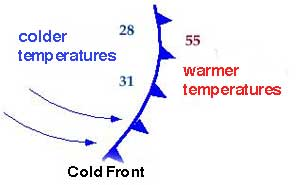 28
colder
temperatures
55
warmer
temperatures
31
Cold Front